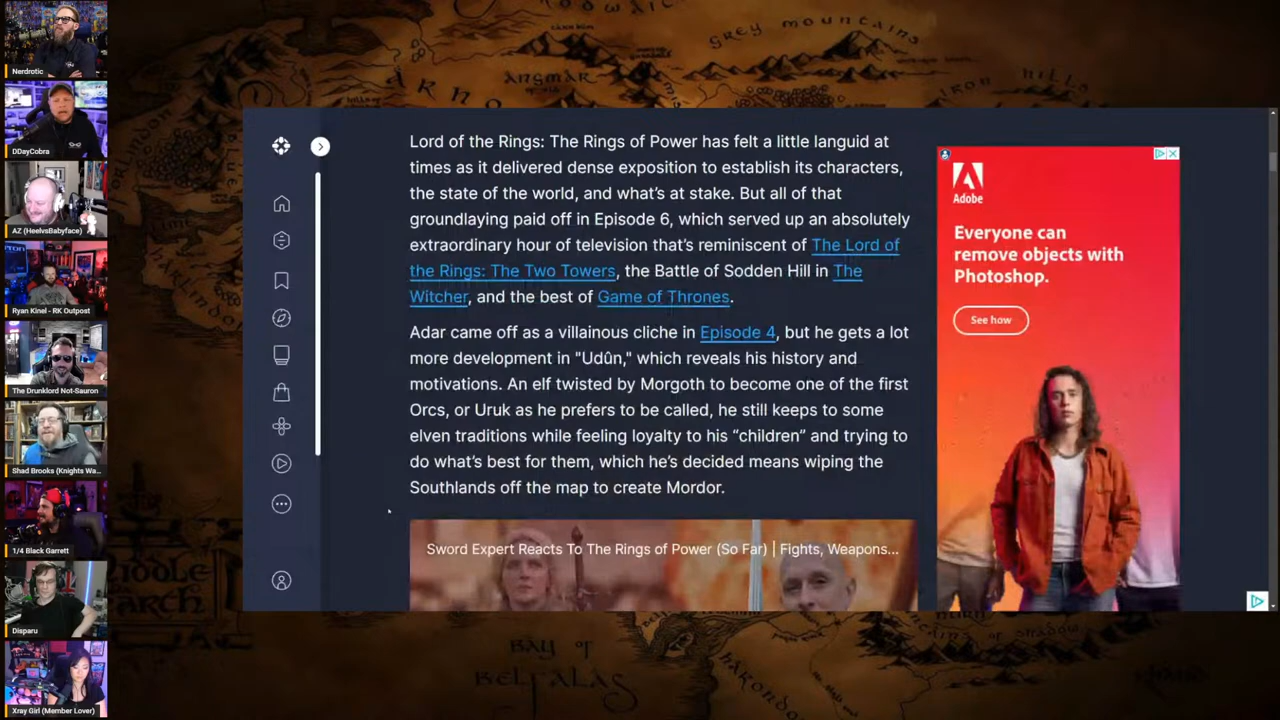 Nerdrotic
DDayCobra
AZ (HeelvsBabyface)
Ryan Kinel - RK Outpost
The Drunklord Not-Sauron
Shad Brooks (Knights Wa...
1/4 Black Garrett
Disparu
Xray Girl (Member Lover)
GREY MOUNTAINS
ANGMAR
IRON HILLS
Lord of the Rings: The Rings of Power has felt a little languid at
times as it delivered dense exposition to establish its characters,
the state of the world, and what's at stake. But all of that
groundlaying paid off in Episode 6, which served up an absolutely
extraordinary hour of television that's reminiscent of The Lord of
the Rings: The Two Towers, the Battle of Sodden Hill in The
Witcher, and the best of Game of Thrones.
Adar came off as a villainous cliche in Episode 4, but he gets a lot
more development in "Udûn," which reveals his history and
motivations. An elf twisted by Morgoth to become one of the first
Orcs, or Uruk as he prefers to be called, he still keeps to some
elven traditions while feeling loyalty to his “children” and trying to
do what's best for them, which he's decided means wiping the
Southlands off the map to create Mordor.
Sword Expert Reacts To The Rings of Power (So Far) | Fights, Weapons...
Adobe
Everyone can
remove objects with
Photoshop.
See how
BAY of
BELFALAS